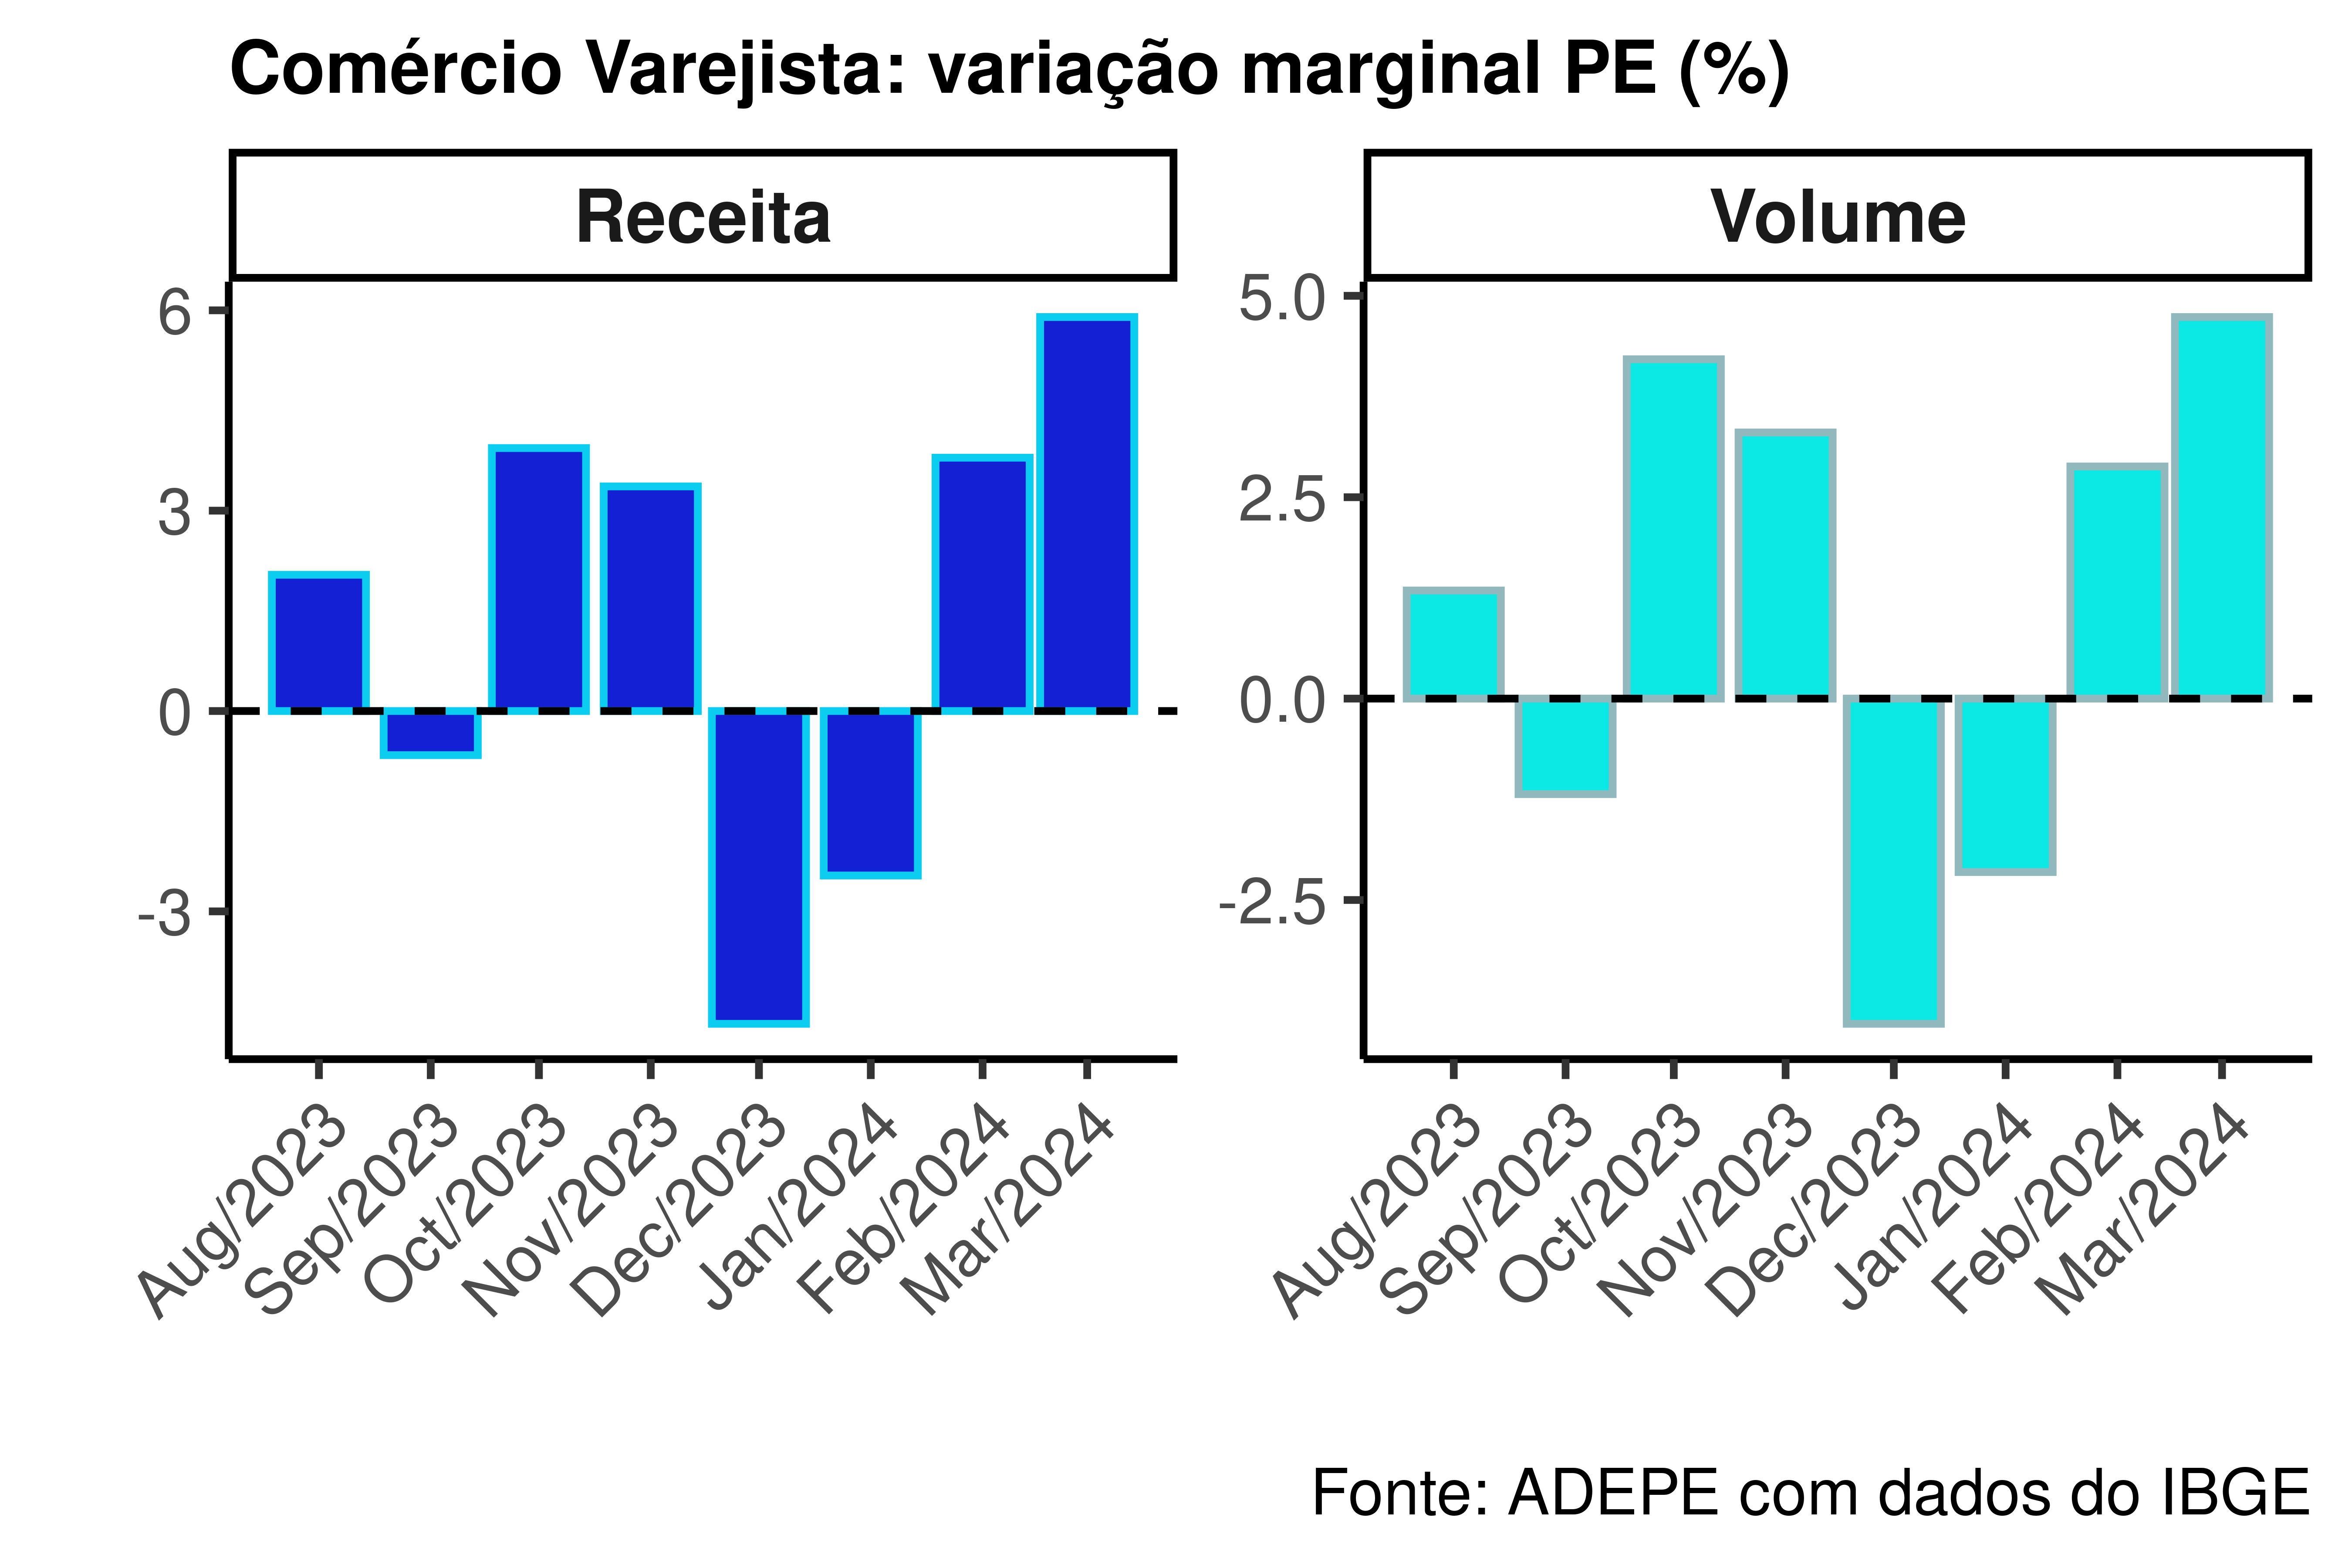 Comércio Varejista: variação marginal PE (%)
Receita
6
3
0
-3
Aug/2023
Sep/2023
Oct/2023
Nov/2023
Dec/2023
Jan/2024
Feb/2024
Mar/2024
Volume
5.0
2.5
0.0
-2.5
Aug/2023
Sep/2023
Oct/2023
Nov/2023
Dec/2023
Jan/2024
Feb/2024
Mar/2024
Fonte: ADEPE com dados do IBGE